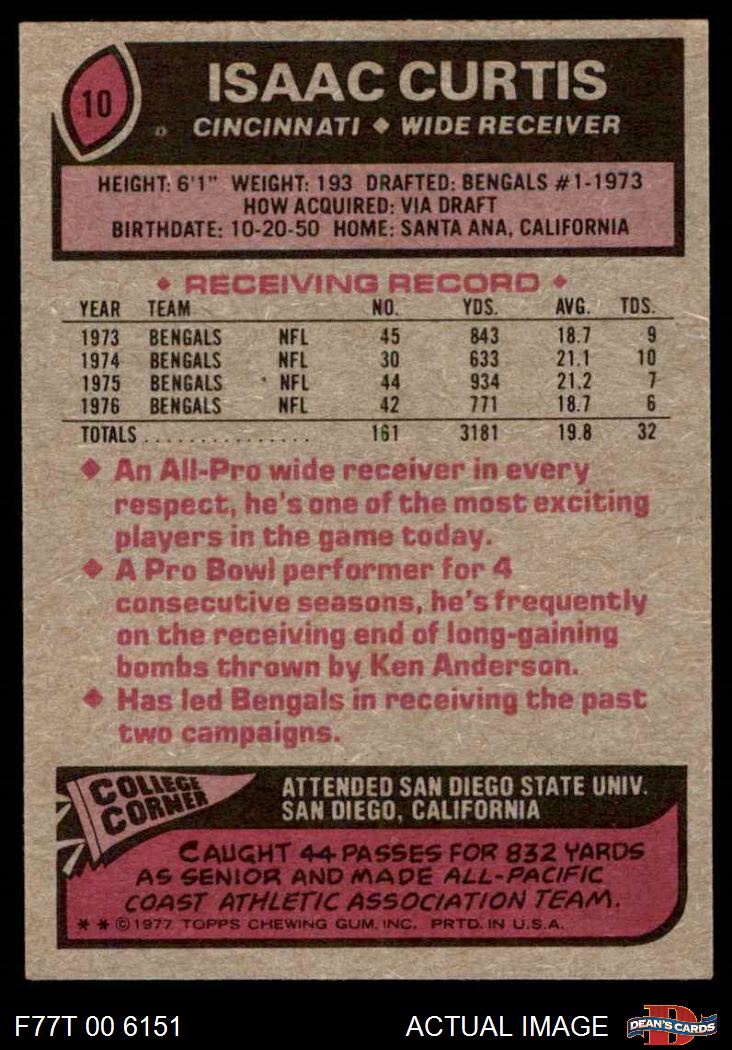 10
ISAAC CURTIS
CINCINNATI ◆ WIDE RECEIVER
HEIGHT: 6'1" WEIGHT: 193 DRAFTED: BENGALS #1-1973
HOW ACQUIRED: VIA DRAFT
BIRTHDATE: 10-20-50 HOME: SANTA ANA, CALIFORNIA
◆ RECEIVING RECORD ◆
YEAR TEAM NO. YDS. AVG. TDS.
1973 BENGALS NFL 45 843 18.7 9
1974 BENGALS NFL 30 633 21.1 10
1975 BENGALS NFL 44 934 21.2 7
1976 BENGALS NFL 42 771 18.7 6
TOTALS................ 161 3181 19.8 32
◆ An All-Pro wide receiver in every
respect, he's one of the most exciting
players in the game today.
◆ A Pro Bowl performer for 4
consecutive seasons, he's frequently
on the receiving end of long-gaining
bombs thrown by Ken Anderson.
◆ Has led Bengals in receiving the past
two campaigns.
COLLEGE
CORNER
ATTENDED SAN DIEGO STATE UNIV.
SAN DIEGO, CALIFORNIA
CAUGHT 44 PASSES FOR 832 YARDS
AS SENIOR AND MADE ALL-PACIFIC
COAST ATHLETIC ASSOCIATION TEAM.
* * © 1977 TOPPS CHEWING GUM, INC. PRTD. IN U.S.A.
F77T 00 6151 ACTUAL IMAGE
D
DEAN'S CARDS